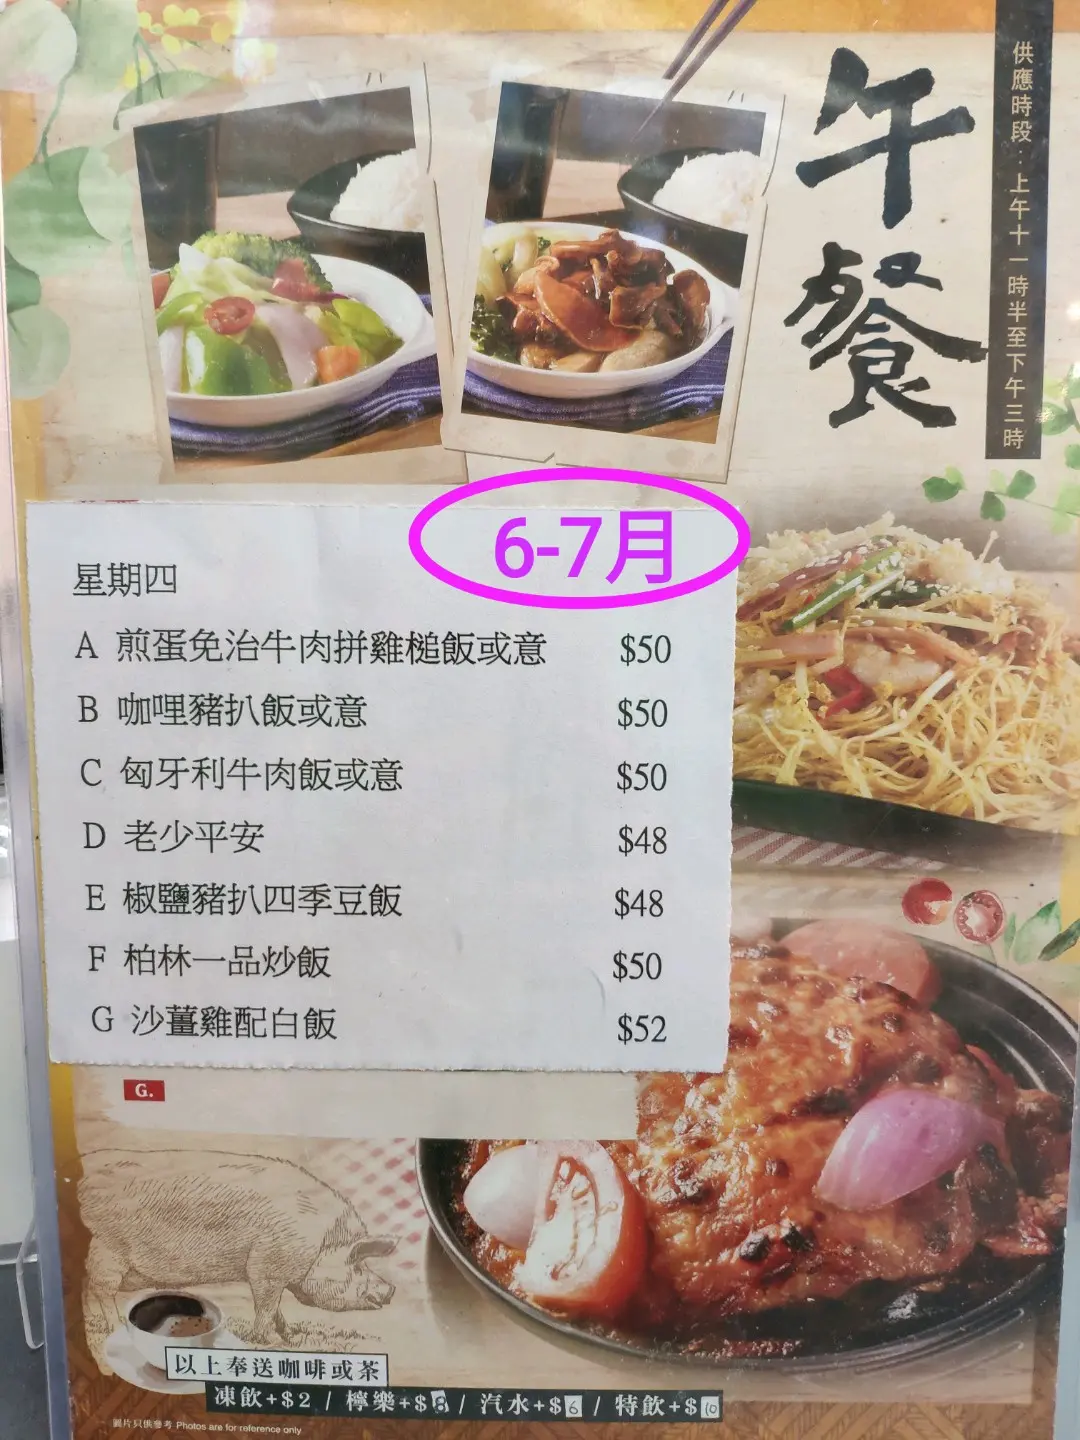 午餐
供應時段：上午十一時半至下午三時
6-7月
星期四
A 煎蛋免治牛肉拼雞槌飯或意 $50
B 咖哩豬扒飯或意 $50
C 匈牙利牛肉飯或意 $50
D 老少平安 $48
E 椒鹽豬扒四季豆飯 $48
F 柏林一品炒飯 $50
G 沙薑雞配白飯 $52
G.
以上奉送咖啡或茶
凍飲+$2 / 檸樂+$8 / 汽水+$6 / 特飲+$10
圖片只供參考 Photos are for reference only